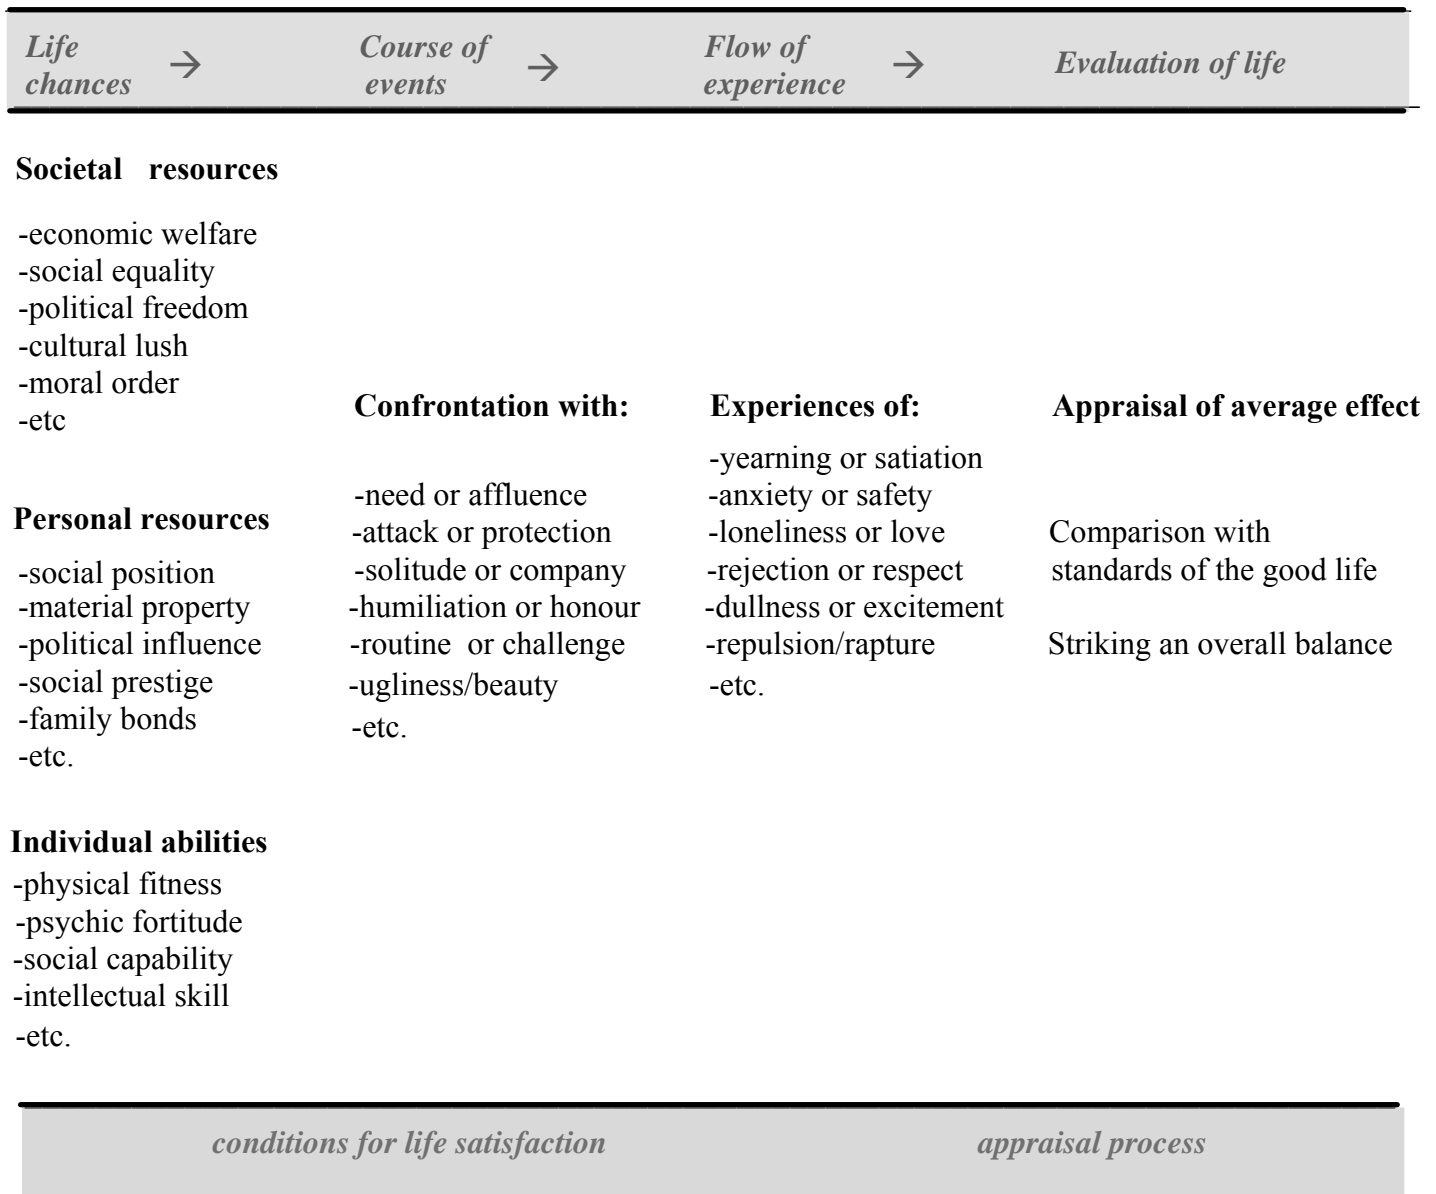 Life chances → Course of events → Flow of experience → Evaluation of life
Societal resources
-economic welfare
-social equality
-political freedom
-cultural lush
-moral order
-etc
Personal resources
-social position
-material property
-political influence
-social prestige
-family bonds
-etc.
Individual abilities
-physical fitness
-psychic fortitude
-social capability
-intellectual skill
-etc.
Confrontation with:
-need or affluence
-attack or protection
-solitude or company
-humiliation or honour
-routine or challenge
-ugliness/beauty
-etc.
Experiences of:
-yearning or satiation
-anxiety or safety
-loneliness or love
-rejection or respect
-dullness or excitement
-repulsion/rapture
-etc.
Appraisal of average effect
Comparison with
standards of the good life
Striking an overall balance
conditions for life satisfaction
appraisal process